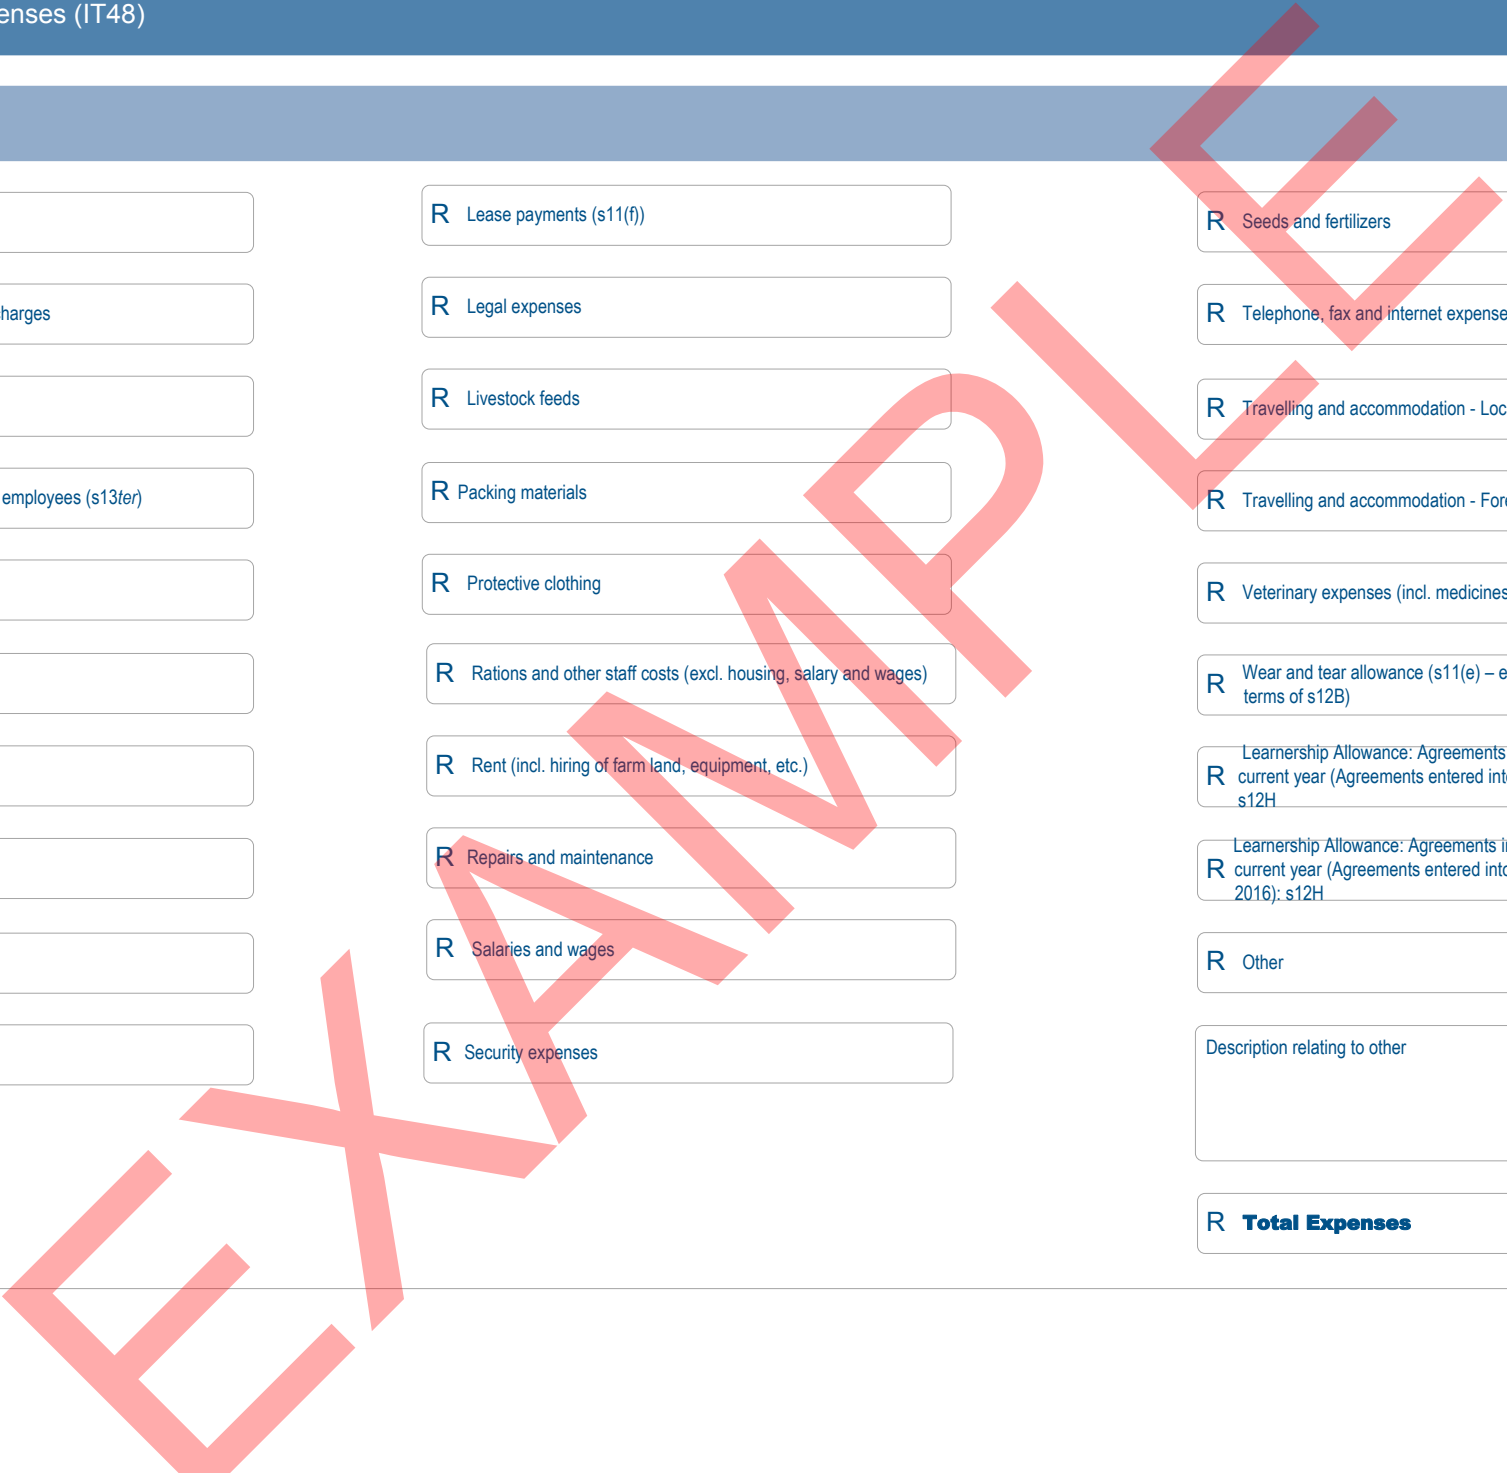 enses (IT48)
harges
employees (s13ter)
R Lease payments (s11(f))
R Legal expenses
R Livestock feeds
R Packing materials
R Protective clothing
R Rations and other staff costs (excl. housing, salary and wages)
R Rent (incl. hiring of farm land, equipment, etc.)
R Repairs and maintenance
R Salaries and wages
R Security expenses
R Seeds and fertilizers
R Telephone, fax and internet expense
R Travelling and accommodation - Loc
R Travelling and accommodation - For
R Veterinary expenses (incl. medicines
R Wear and tear allowance (s11(e) – e
terms of s12B)
Learnership Allowance: Agreements
R current year (Agreements entered int
s12H
Learnership Allowance: Agreements i
R current year (Agreements entered into
2016): s12H
R Other
Description relating to other
R Total Expenses
EXAMPLE